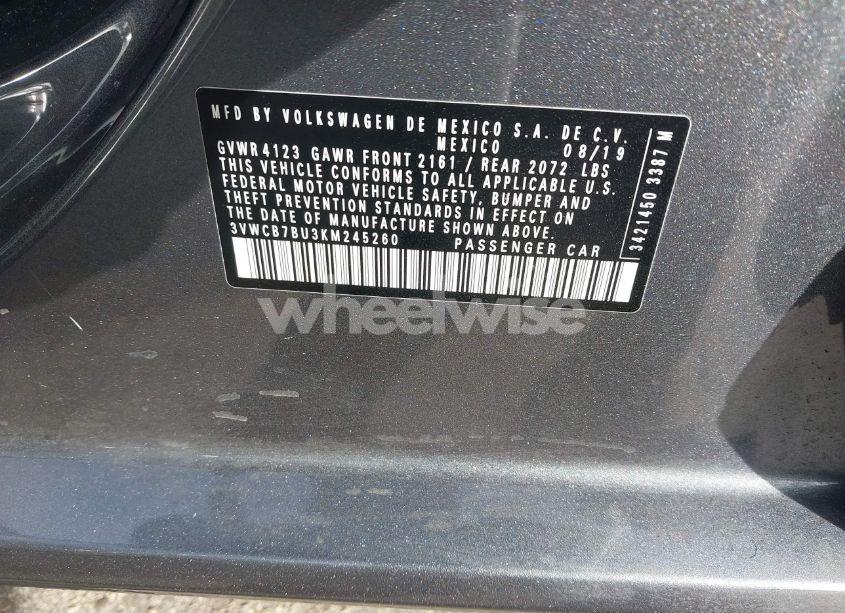 MFD BY VOLKSWAGEN DE MEXICO S.A. DE C.V.
MEXICO 08/19
GVWR 4123 GAWR FRONT 2161 / REAR 2072 LBS
THIS VEHICLE CONFORMS TO ALL APPLICABLE U.S.
FEDERAL MOTOR VEHICLE SAFETY, BUMPER AND
THEFT PREVENTION STANDARDS IN EFFECT ON
THE DATE OF MANUFACTURE SHOWN ABOVE.
3VWCB7BU3KM245260 PASSENGER CAR
3421450 3387 M
wheelwise